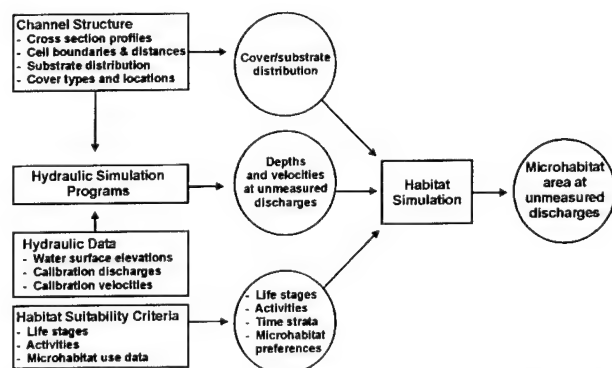 Channel Structure
- Cross section profiles
- Cell boundaries & distances
- Substrate distribution
- Cover types and locations
Cover/substrate
distribution
Hydraulic Simulation
Programs
Depths
and velocities
at unmeasured
discharges
Habitat
Simulation
Microhabitat
area at
unmeasured
discharges
Hydraulic Data
- Water surface elevations
- Calibration discharges
- Calibration velocities
Habitat Suitability Criteria
- Life stages
- Activities
- Microhabitat use data
- Life stages
- Activities
- Time strata
- Microhabitat
preferences